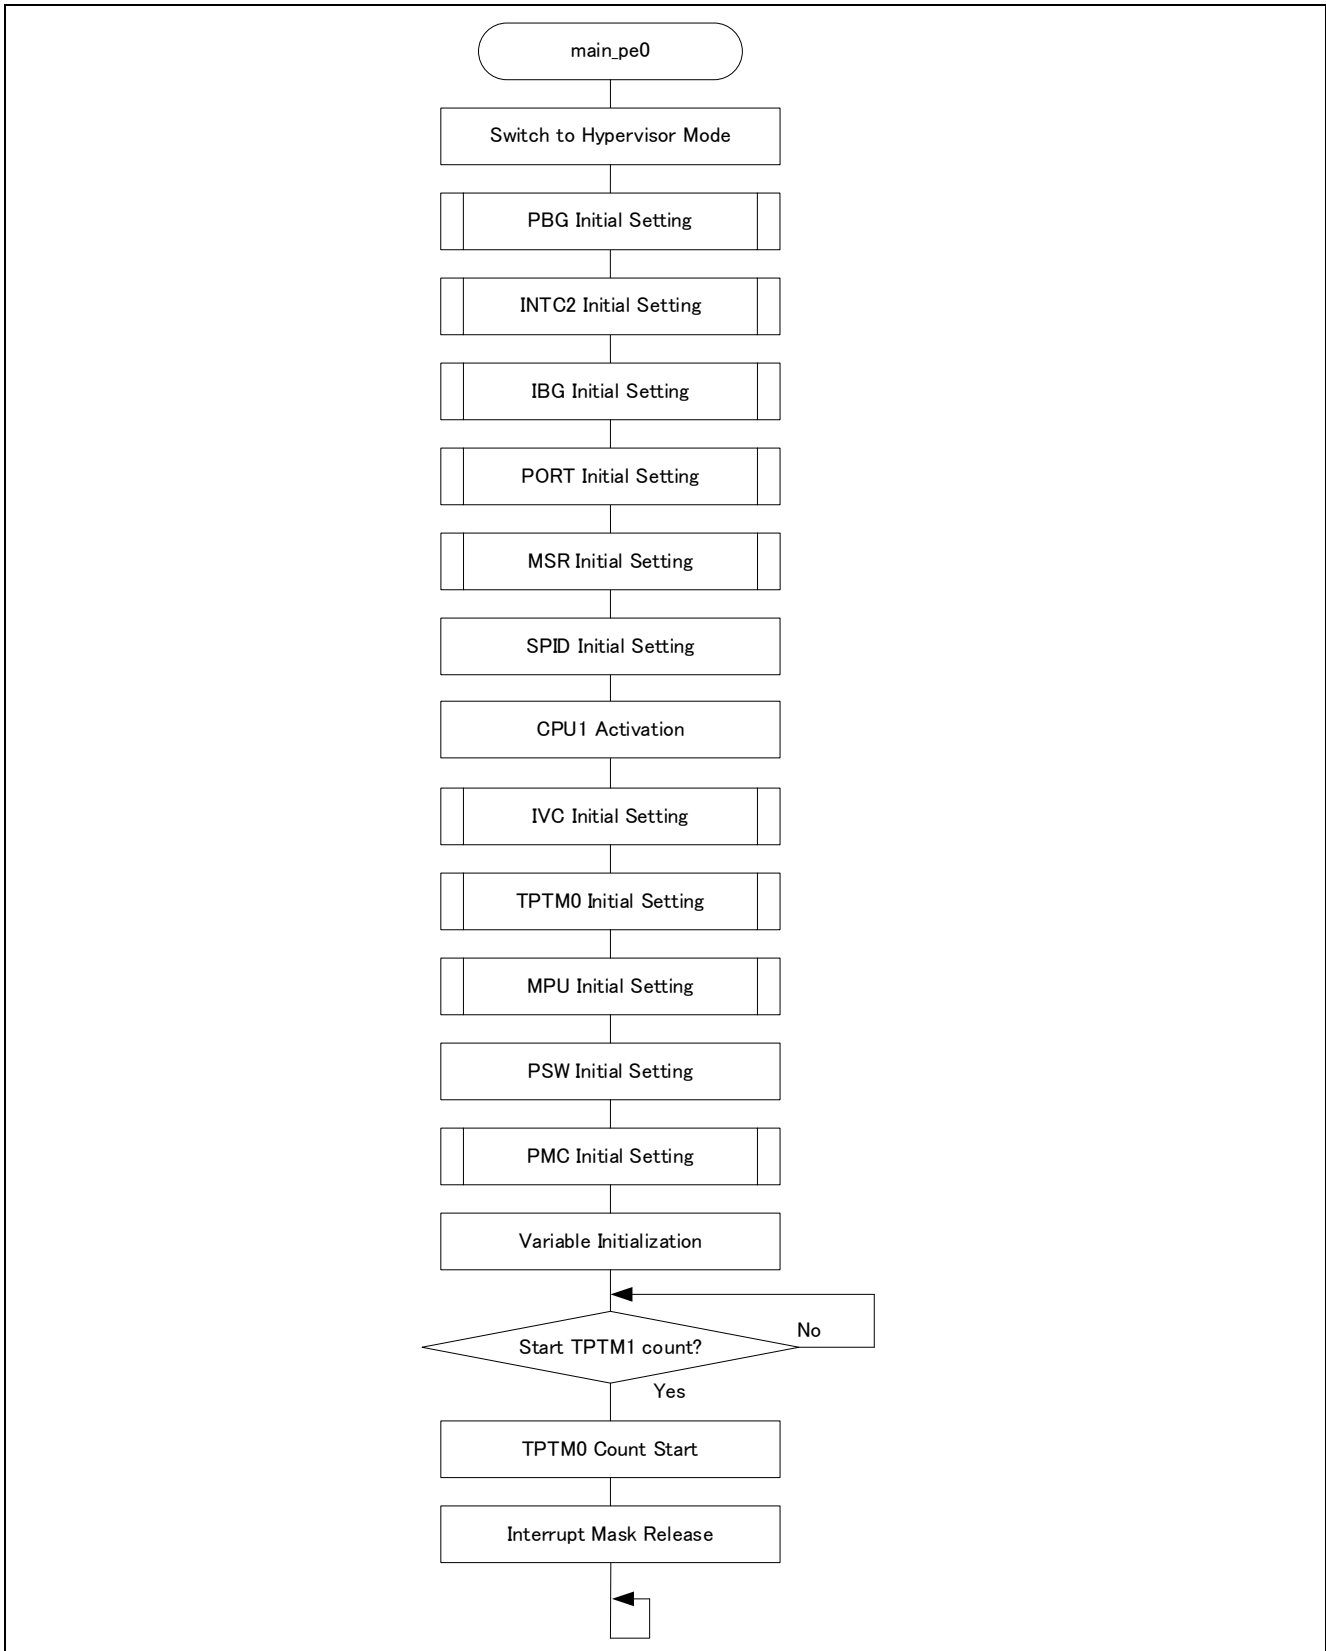 main_pe0
Switch to Hypervisor Mode
PBG Initial Setting
INTC2 Initial Setting
IBG Initial Setting
PORT Initial Setting
MSR Initial Setting
SPID Initial Setting
CPU1 Activation
IVC Initial Setting
TPTM0 Initial Setting
MPU Initial Setting
PSW Initial Setting
PMC Initial Setting
Variable Initialization
No
Start TPTM1 count?
Yes
TPTM0 Count Start
Interrupt Mask Release